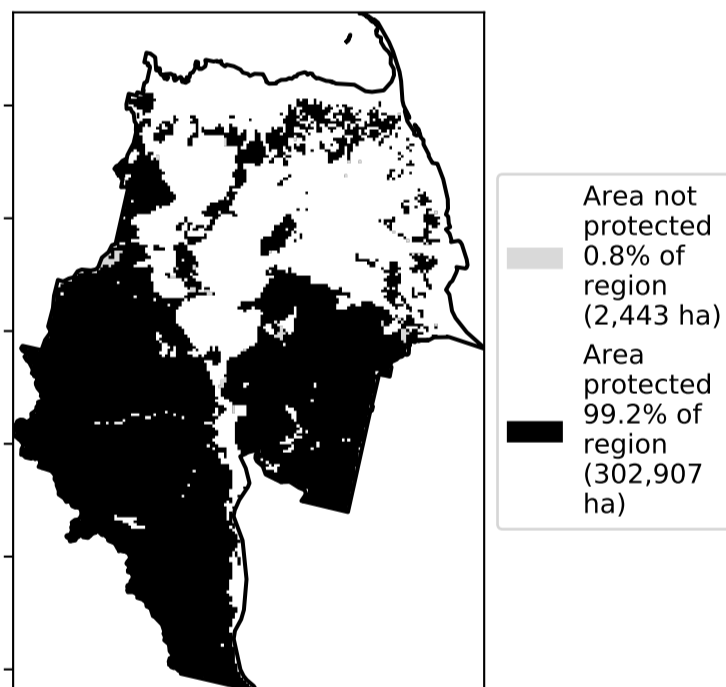 Area not
protected
0.8% of
region
(2,443 ha)
Area
protected
99.2% of
region
(302,907
ha)